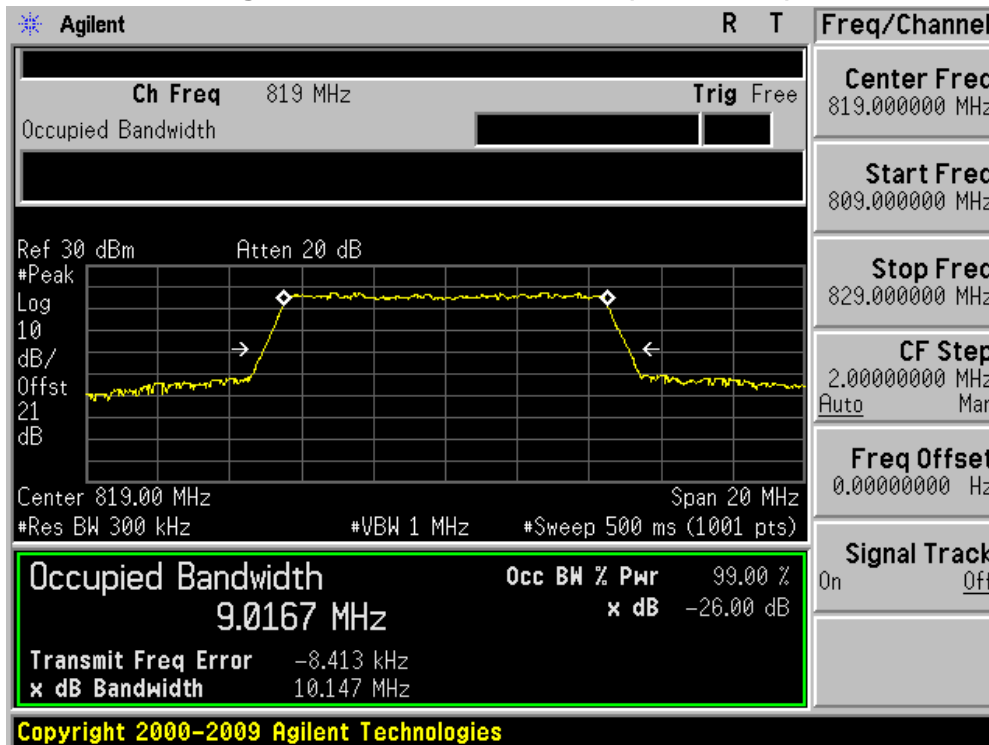 Agilent R T
Freq/Channel
Ch Freq 819 MHz Trig Free
Occupied Bandwidth
Center Freq
819.000000 MHz
Start Freq
809.000000 MHz
Stop Freq
829.000000 MHz
CF Step
2.00000000 MHz
Auto Man
Freq Offset
0.00000000 Hz
Signal Track
On Off
Ref 30 dBm Atten 20 dB
#Peak
Log
10
dB/
Offst
21
dB
Center 819.00 MHz Span 20 MHz
#Res BW 300 kHz #VBW 1 MHz #Sweep 500 ms (1001 pts)
Occupied Bandwidth
9.0167 MHz
Occ BW % Pwr 99.00 %
x dB -26.00 dB
Transmit Freq Error -8.413 kHz
x dB Bandwidth 10.147 MHz
Copyright 2000-2009 Agilent Technologies